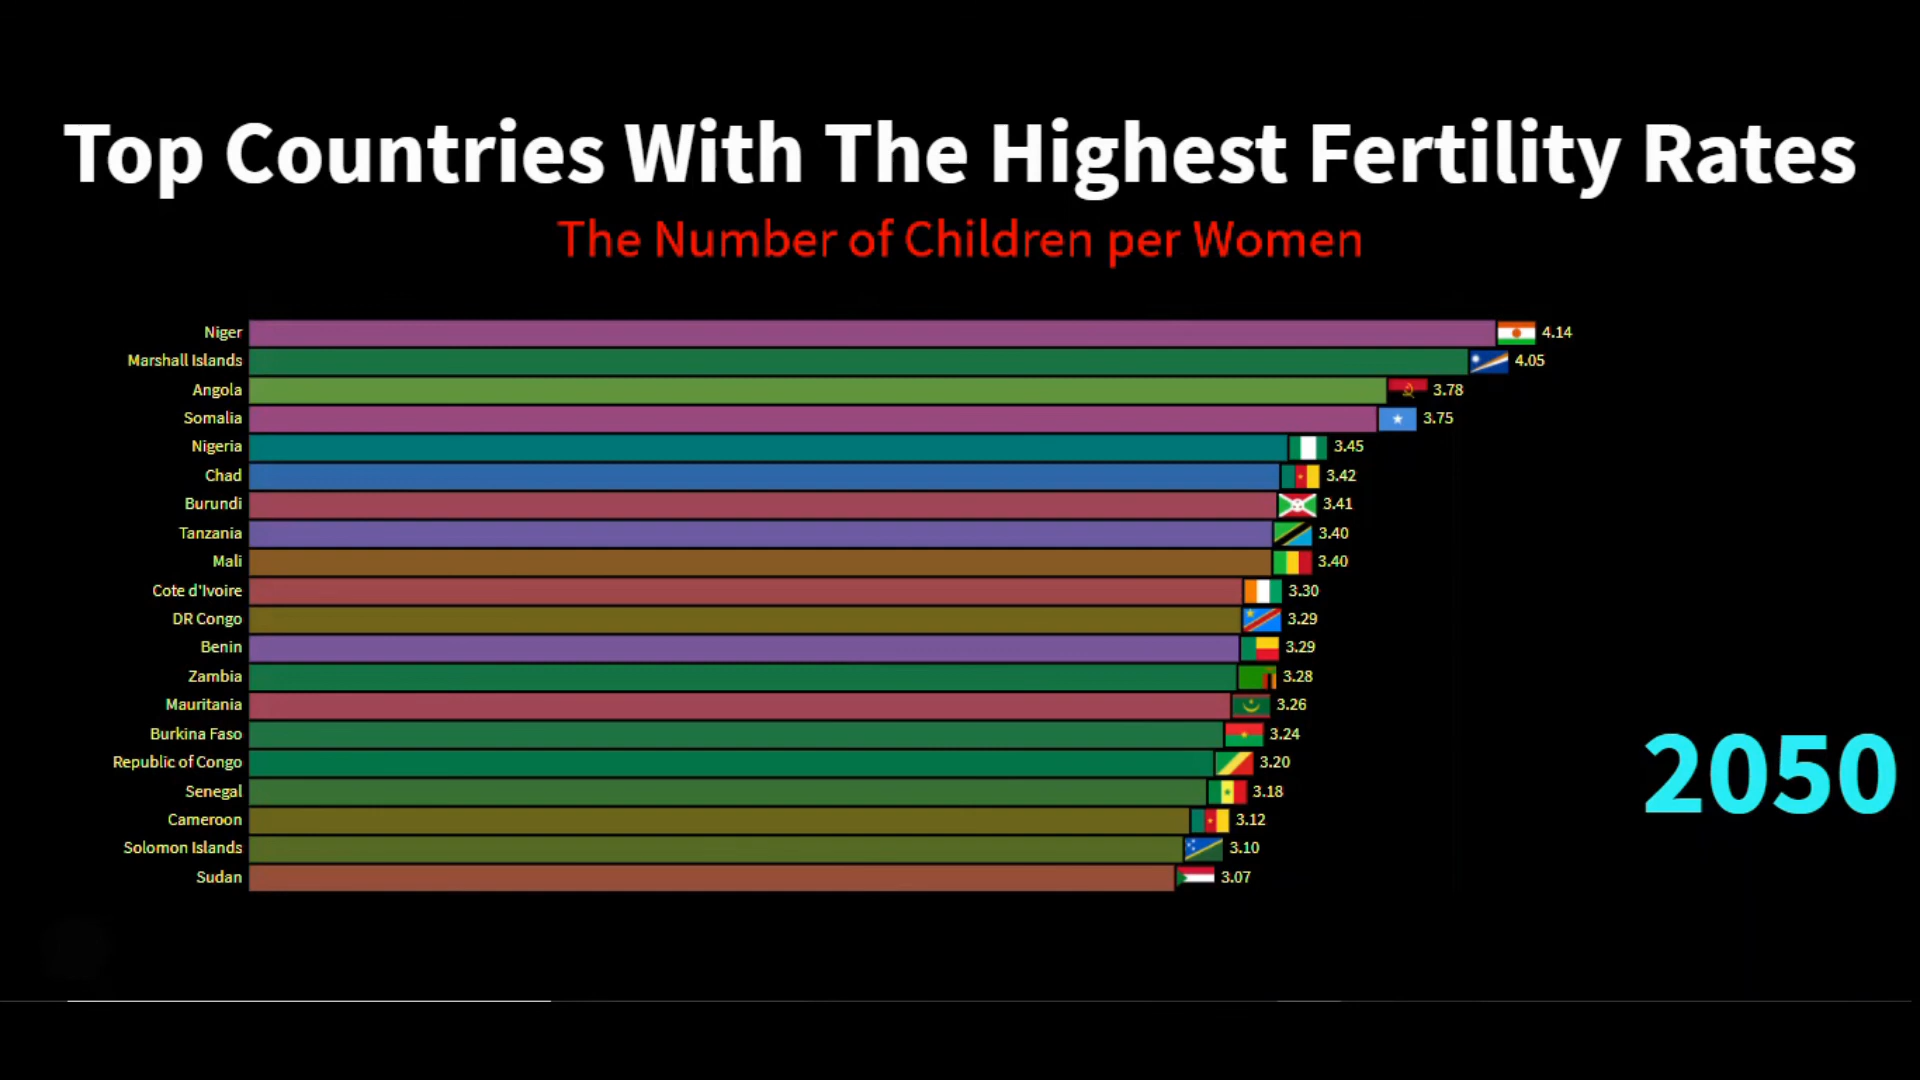 Top Countries With The Highest Fertility Rates
The Number of Children per Women
Niger 4.14
Marshall Islands 4.05
Angola 3.78
Somalia 3.75
Nigeria 3.45
Chad 3.42
Burundi 3.41
Tanzania 3.40
Mali 3.40
Cote d'Ivoire 3.30
DR Congo 3.29
Benin 3.29
Zambia 3.28
Mauritania 3.26
Burkina Faso 3.24
Republic of Congo 3.20
Senegal 3.18
Cameroon 3.12
Solomon Islands 3.10
Sudan 3.07
2050